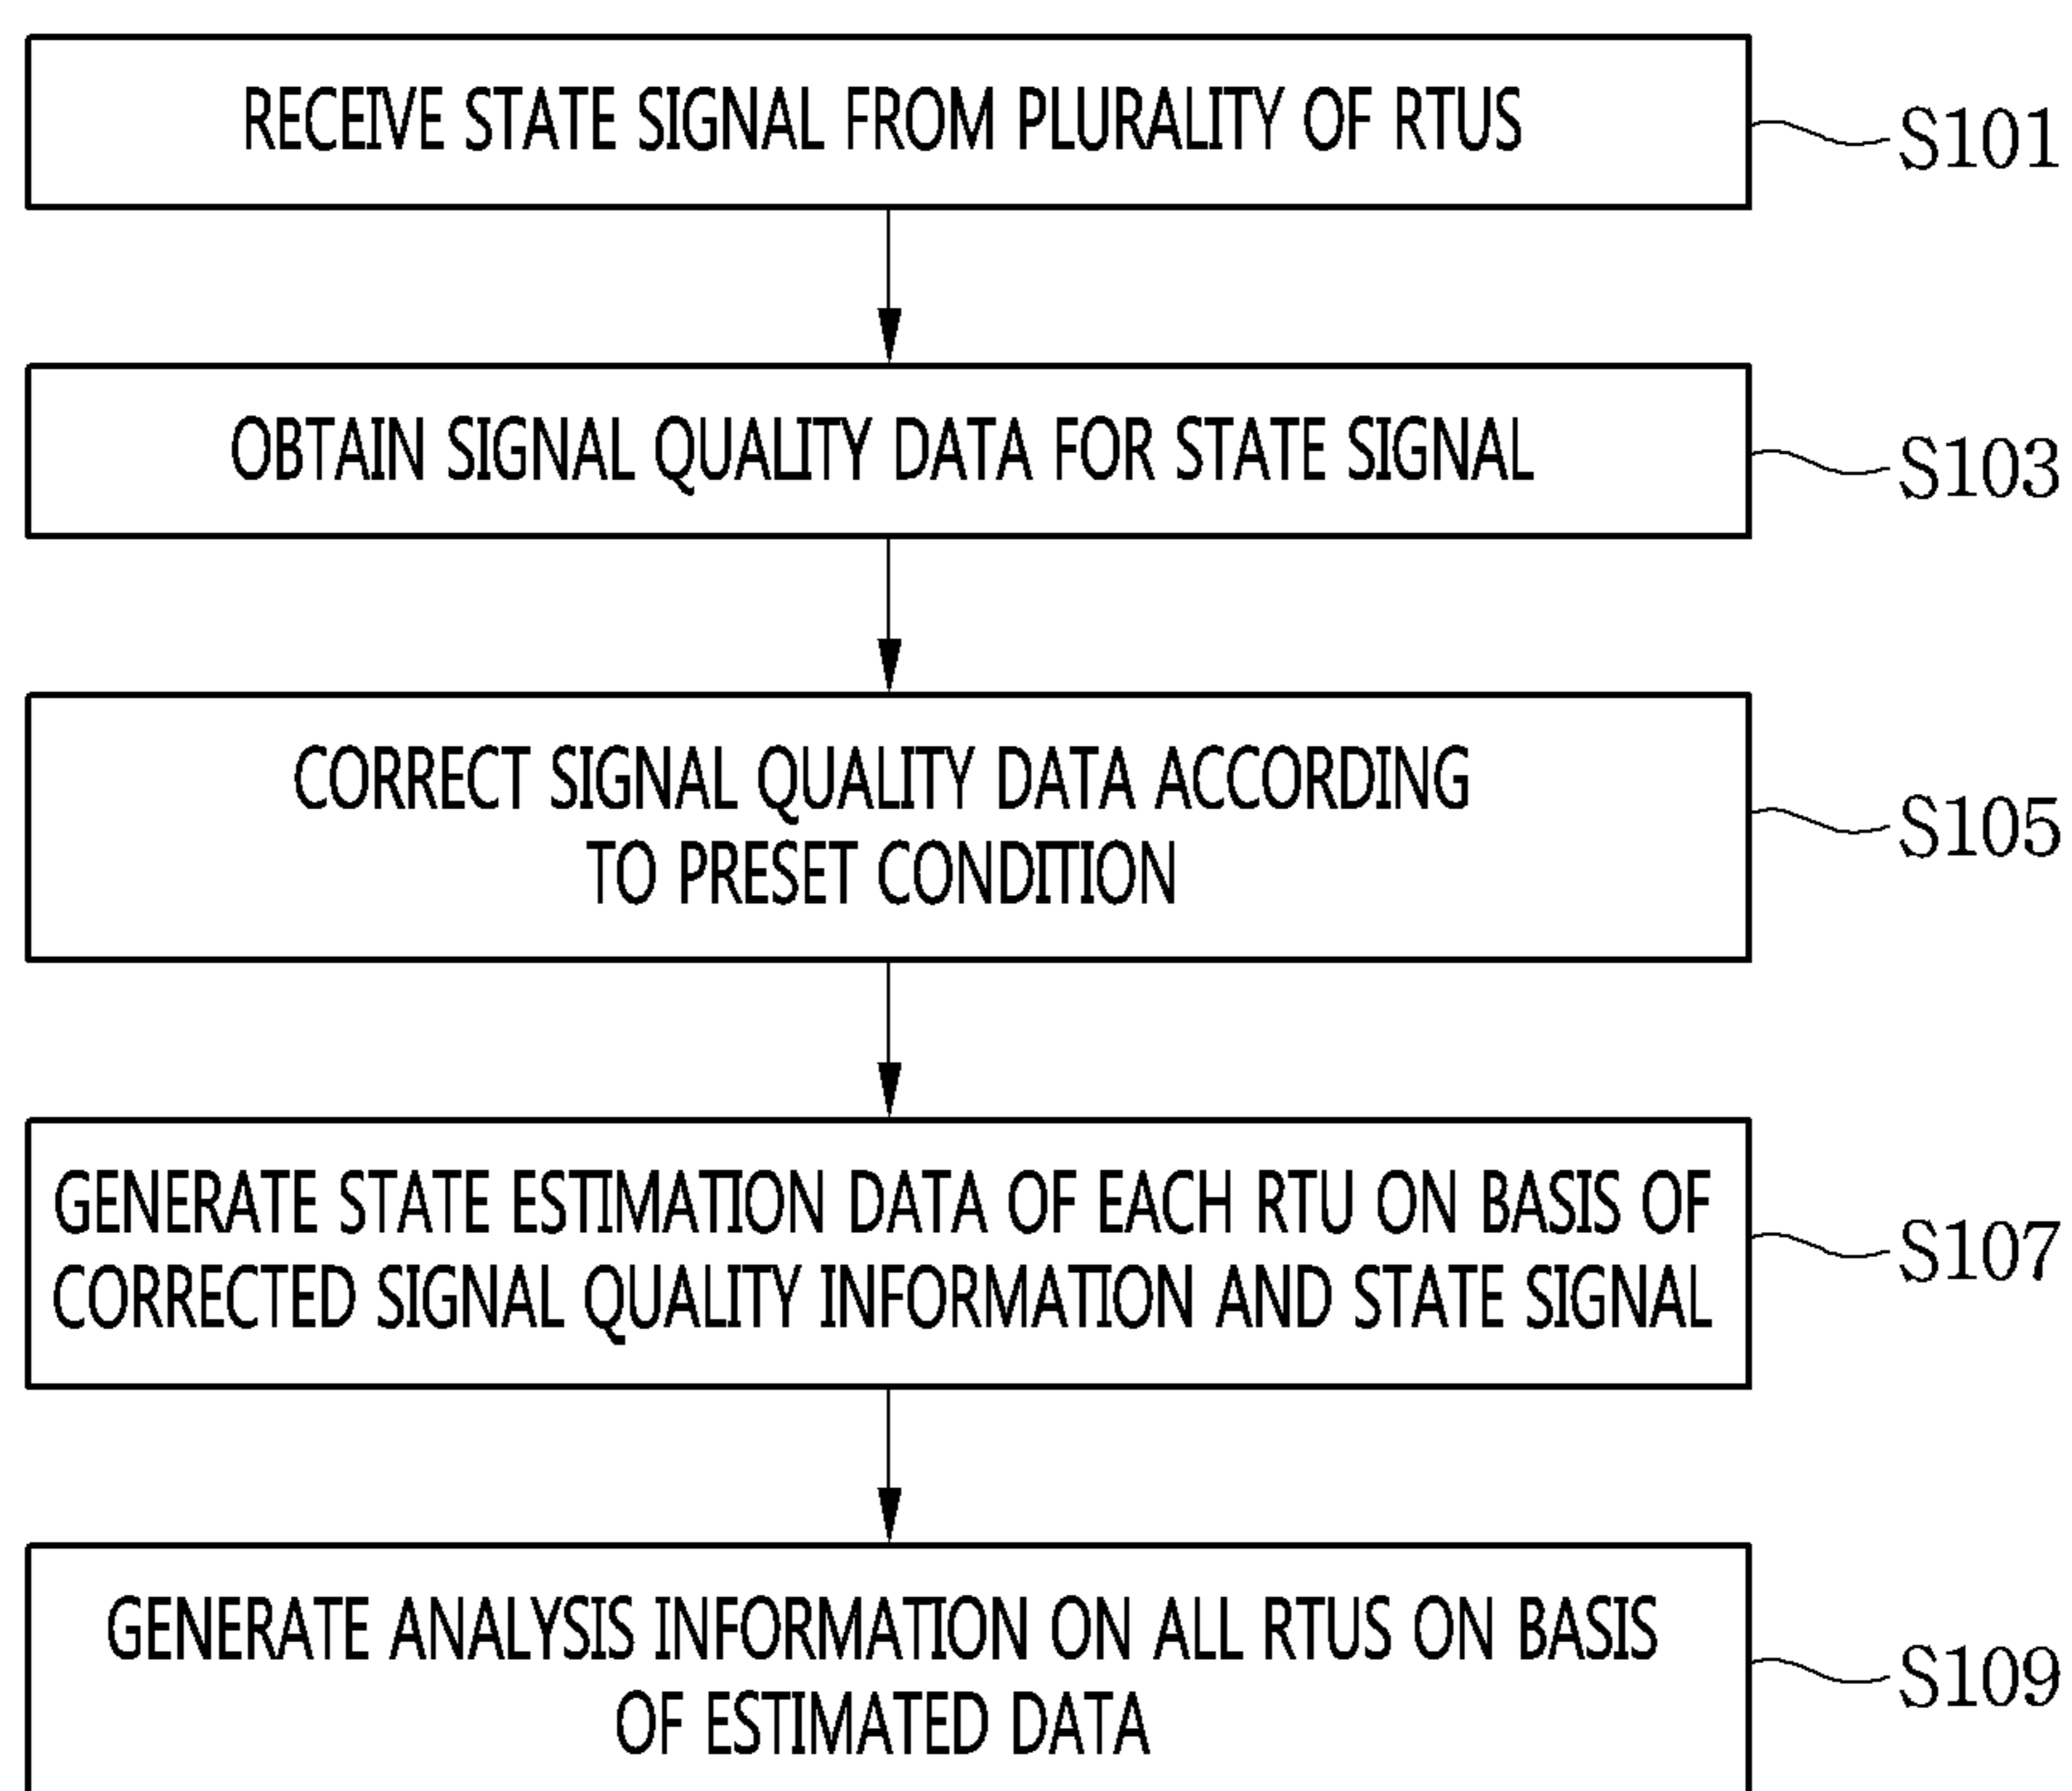 RECEIVE STATE SIGNAL FROM PLURALITY OF RTUS
S101
OBTAIN SIGNAL QUALITY DATA FOR STATE SIGNAL
S103
CORRECT SIGNAL QUALITY DATA ACCORDING
TO PRESET CONDITION
S105
GENERATE STATE ESTIMATION DATA OF EACH RTU ON BASIS OF
CORRECTED SIGNAL QUALITY INFORMATION AND STATE SIGNAL
S107
GENERATE ANALYSIS INFORMATION ON ALL RTUS ON BASIS
OF ESTIMATED DATA
S109